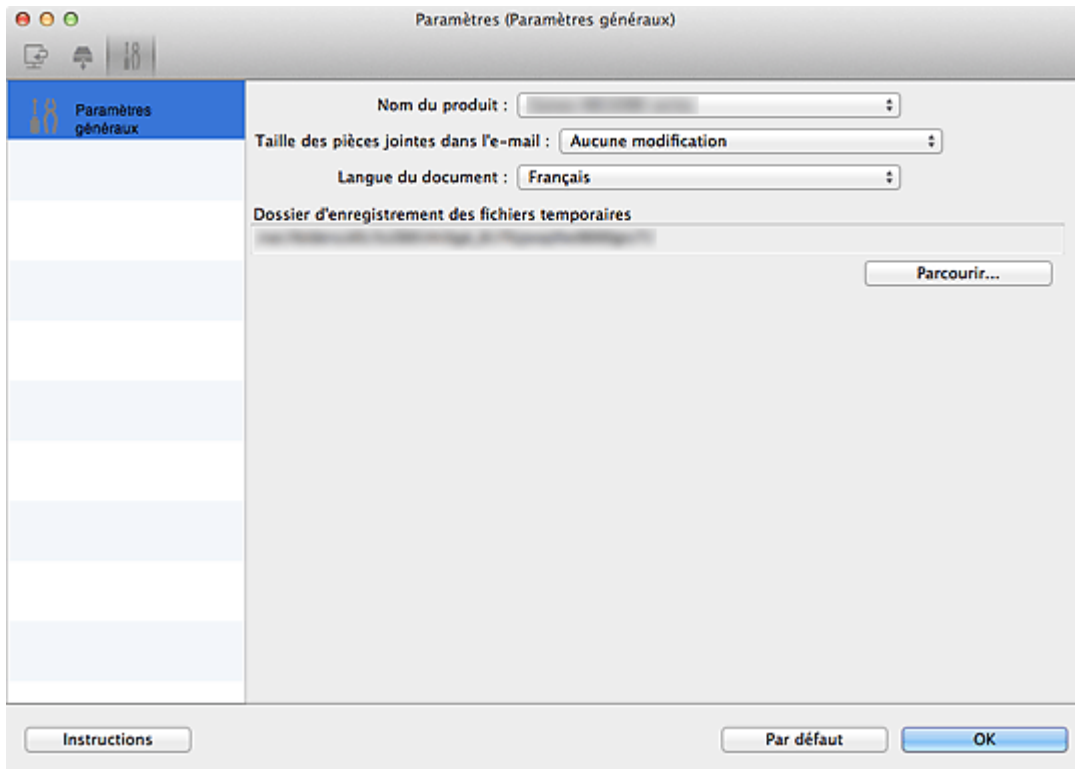 Paramètres (Paramètres généraux)
Paramètres
généraux
Nom du produit :
Taille des pièces jointes dans l'e-mail : Aucune modification
Langue du document : Français
Dossier d'enregistrement des fichiers temporaires
Parcourir...
Instructions
Par défaut
OK